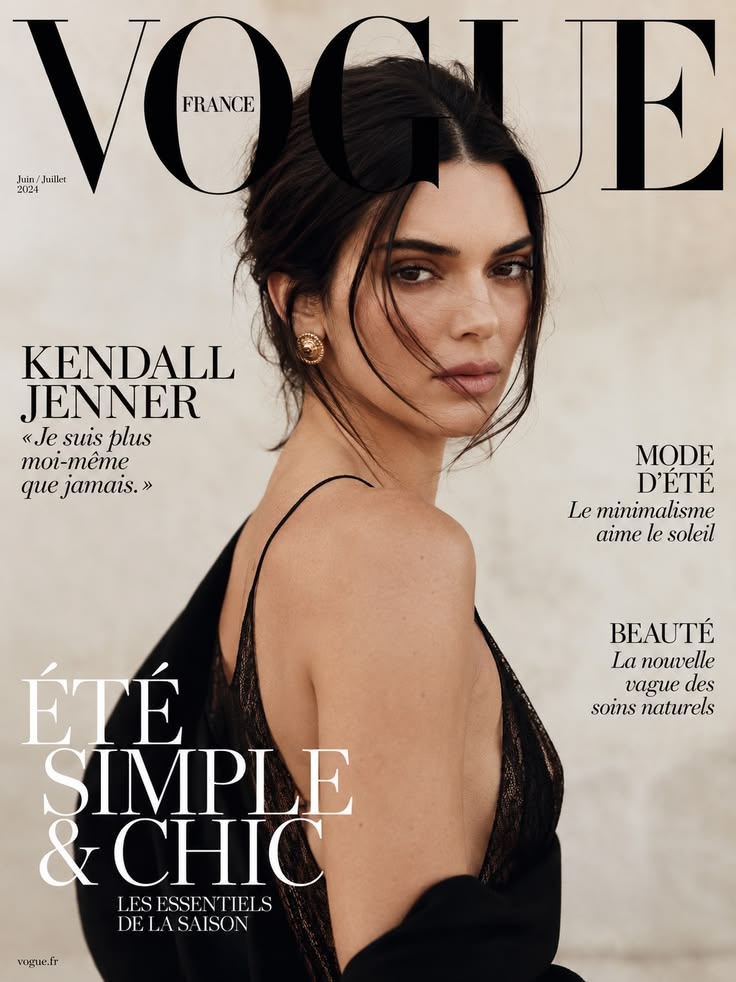 VOGUE
FRANCE
Juin / Juillet
2024
KENDALL
JENNER
« Je suis plus
moi-même
que jamais. »
MODE
D’ÉTÉ
Le minimalisme
aime le soleil
BEAUTÉ
La nouvelle
vague des
soins naturels
ÉTÉ
SIMPLE
& CHIC
LES ESSENTIELS
DE LA SAISON
vogue.fr